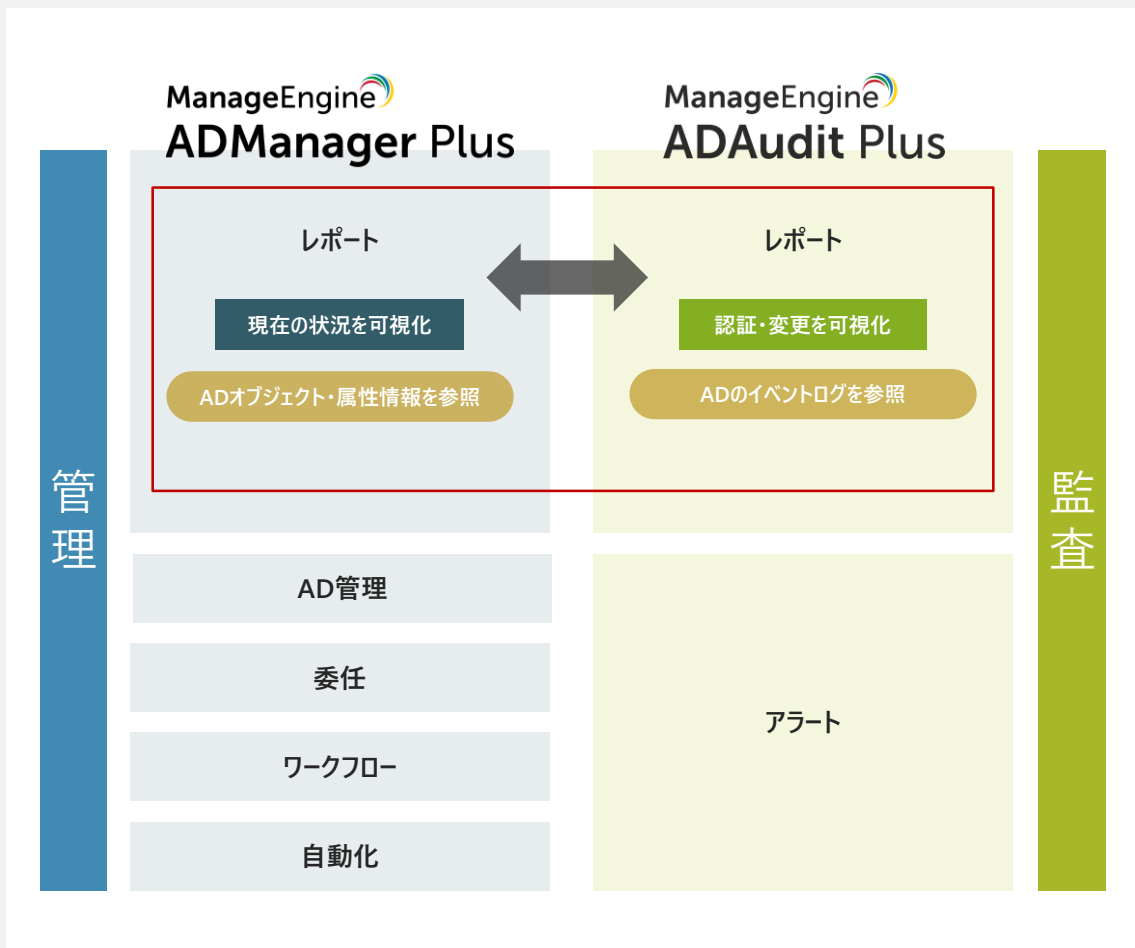 ManageEngine
ADManager Plus
ManageEngine
ADAudit Plus
管理
レポート
現在の状況を可視化
ADオブジェクト・属性情報を参照
レポート
認証・変更を可視化
ADのイベントログを参照
監査
AD管理
委任
ワークフロー
自動化
アラート